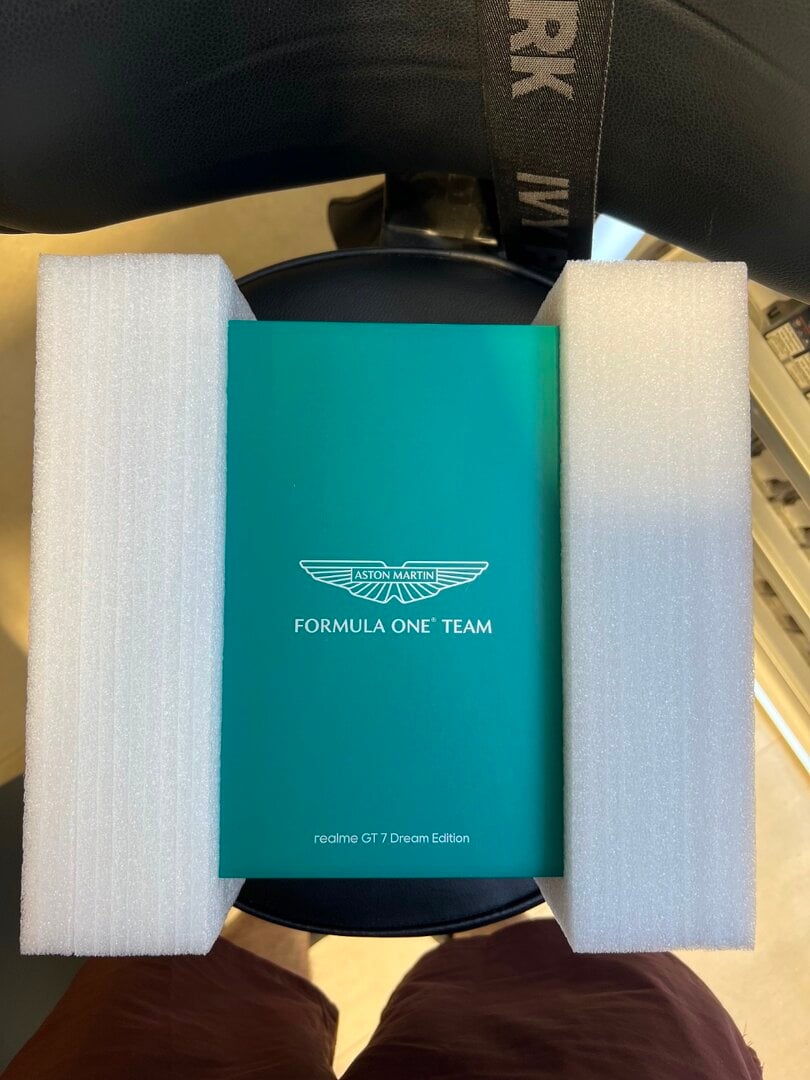 ASTON MARTIN
FORMULA ONE® TEAM
realme GT 7 Dream Edition